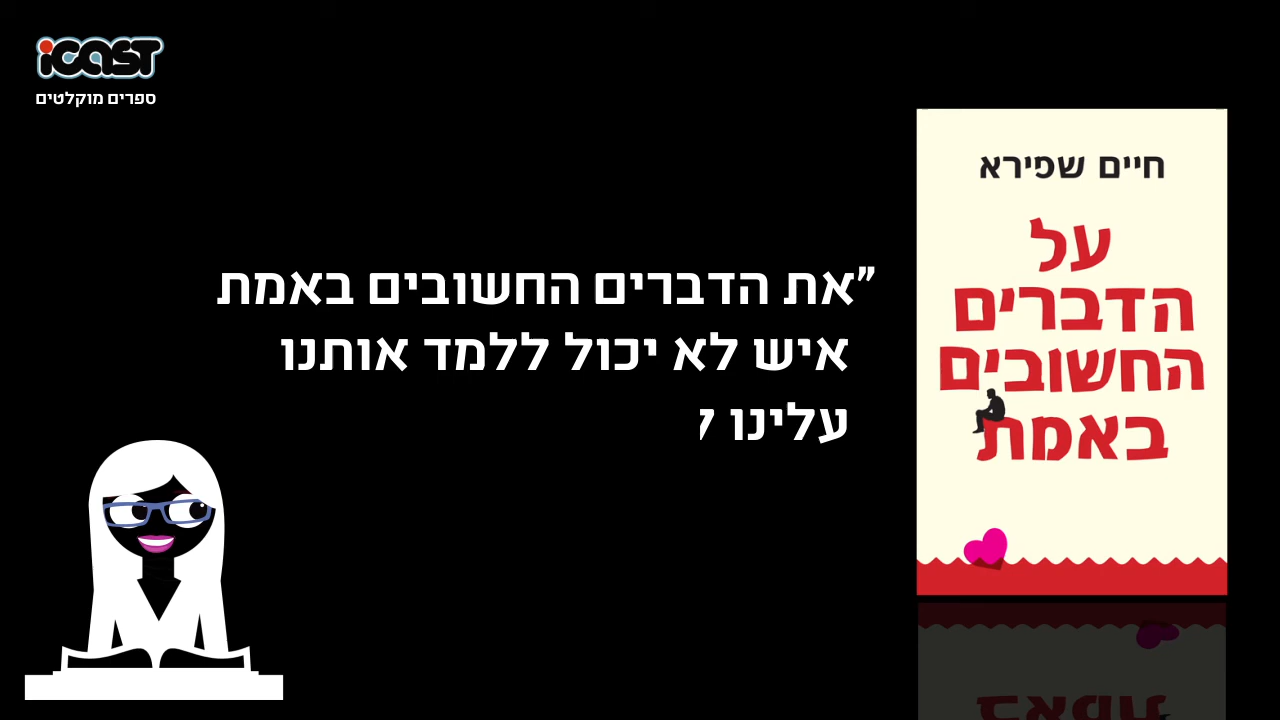 iCAST
ספרים מוקלטים
חיים שפירא
על
הדברים
החשובים
באמת
"את הדברים החשובים באמת
איש לא יכול ללמד אותנו
עלינו